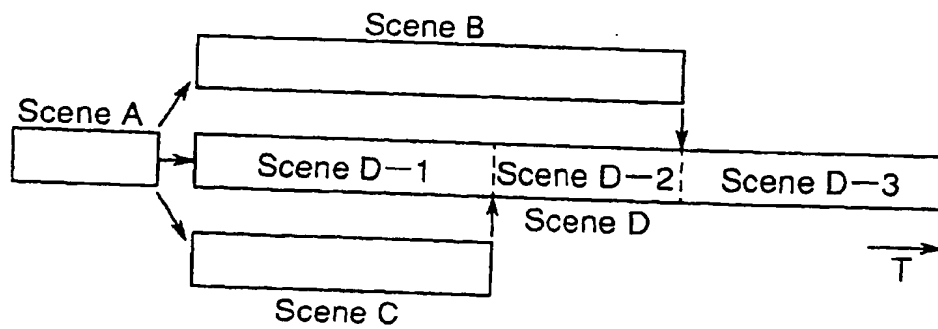 Scene B
Scene A
Scene D—1
Scene D—2
Scene D—3
Scene D
T
Scene C